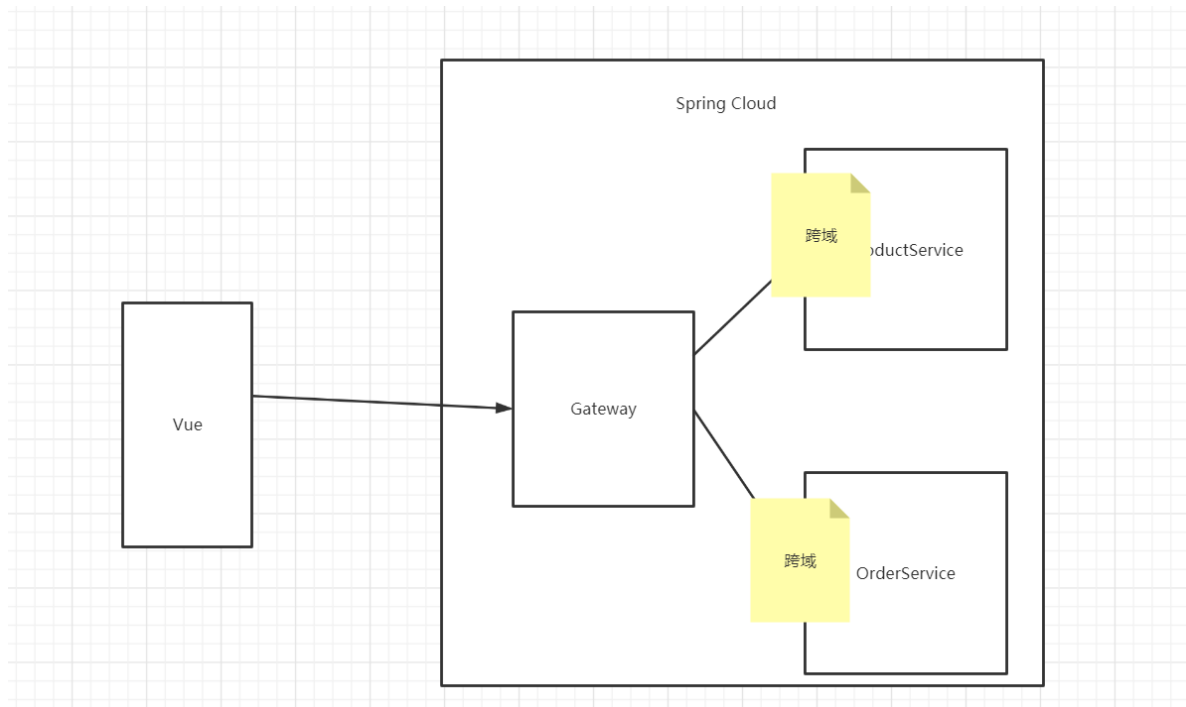 Spring Cloud
跨域
oductService
Vue
Gateway
跨域
OrderService